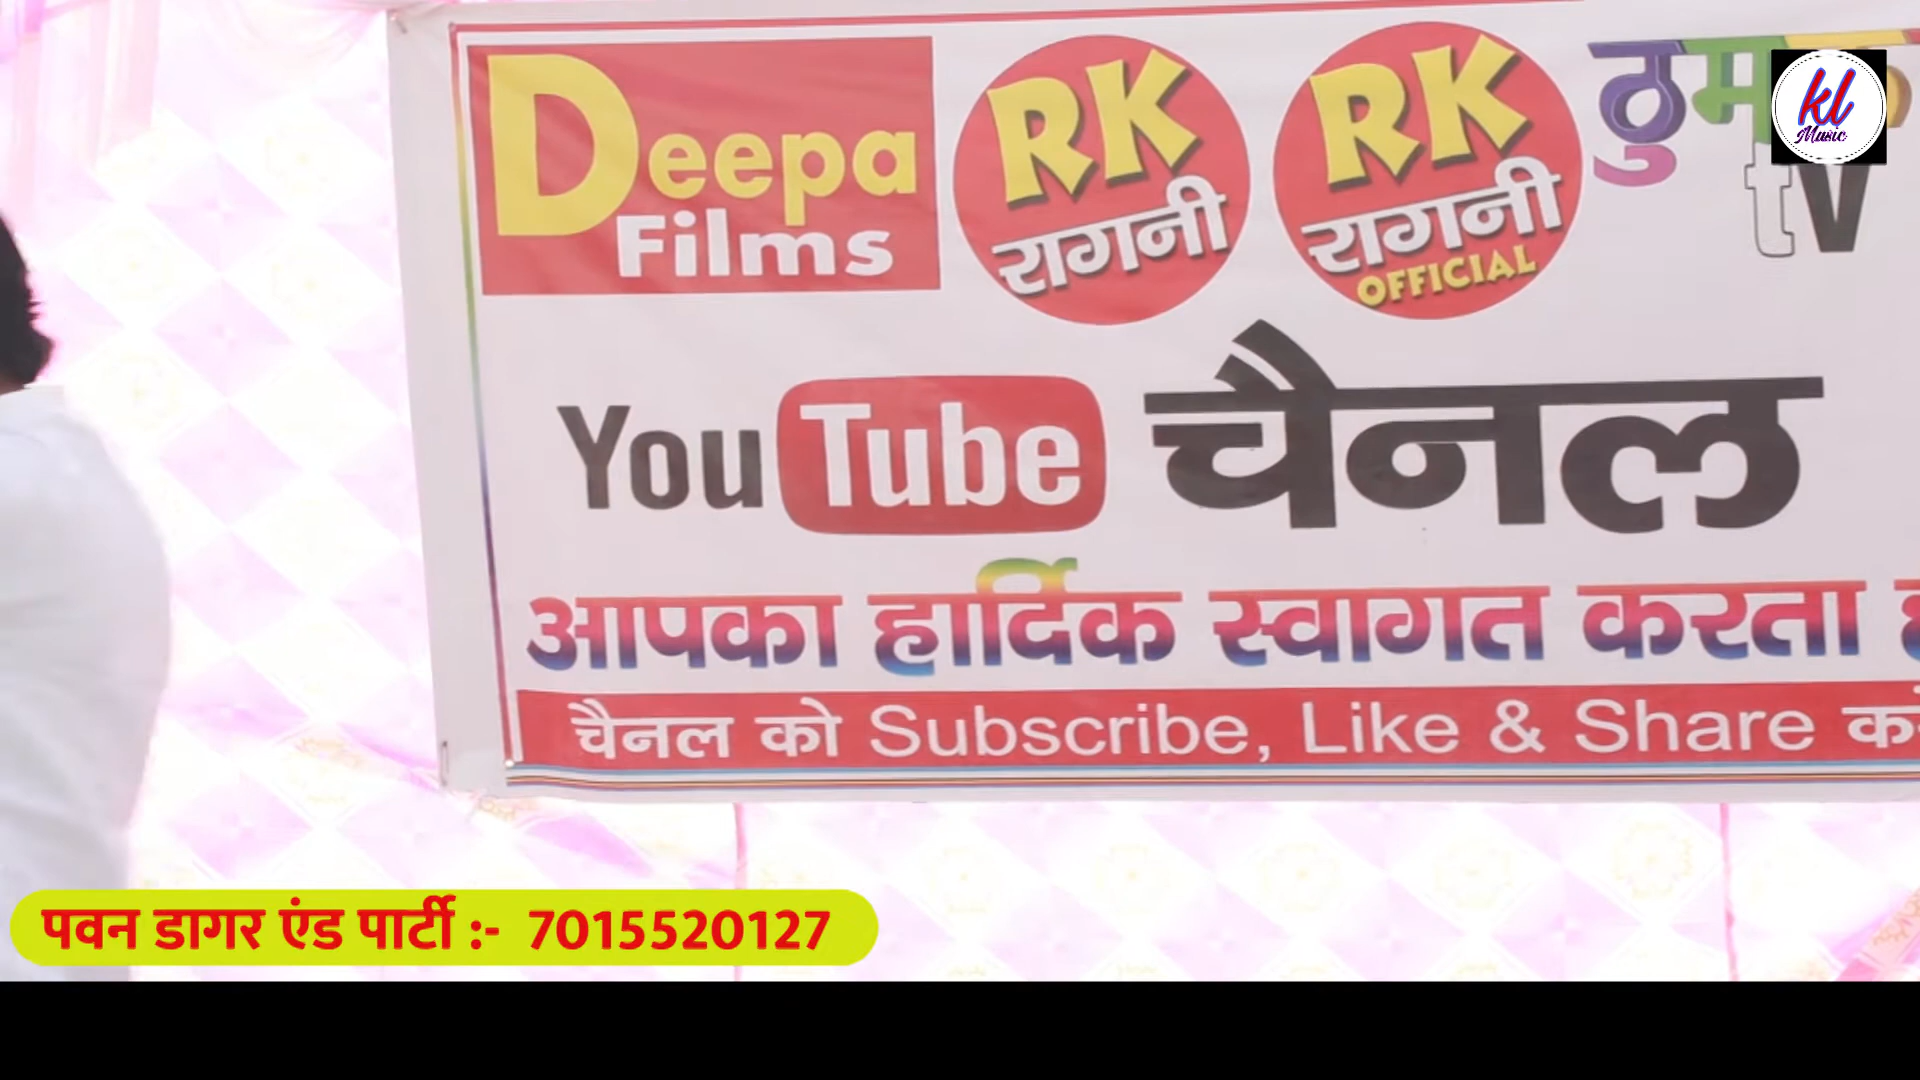 Deepa Films
RK रागनी
RK रागनी OFFICIAL
tv
kl Music
YouTube चैनल
आपका हार्दिक स्वागत करता
चैनल को Subscribe, Like & Share
पवन डागर एंड पार्टी :- 7015520127